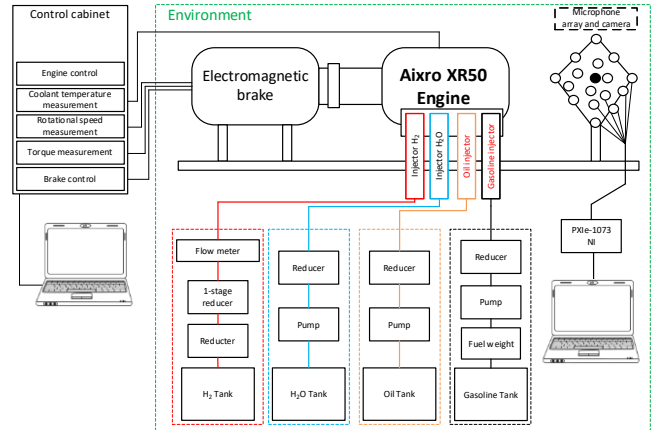 Control cabinet
Engine control
Coolant temperature
measurement
Rotational speed
measurement
Torque measurement
Brake control
Environment
Electromagnetic
brake
Aixro XR50
Engine
Microphone
array and camera
Injector H₂
Injector H₂O
Oil injector
Gasoline injector
PXIe-1073
NI
Flow meter
1-stage
reducer
Reducter
H₂ Tank
Reducer
Pump
H₂O Tank
Reducer
Pump
Oil Tank
Reducer
Pump
Fuel weight
Gasoline Tank